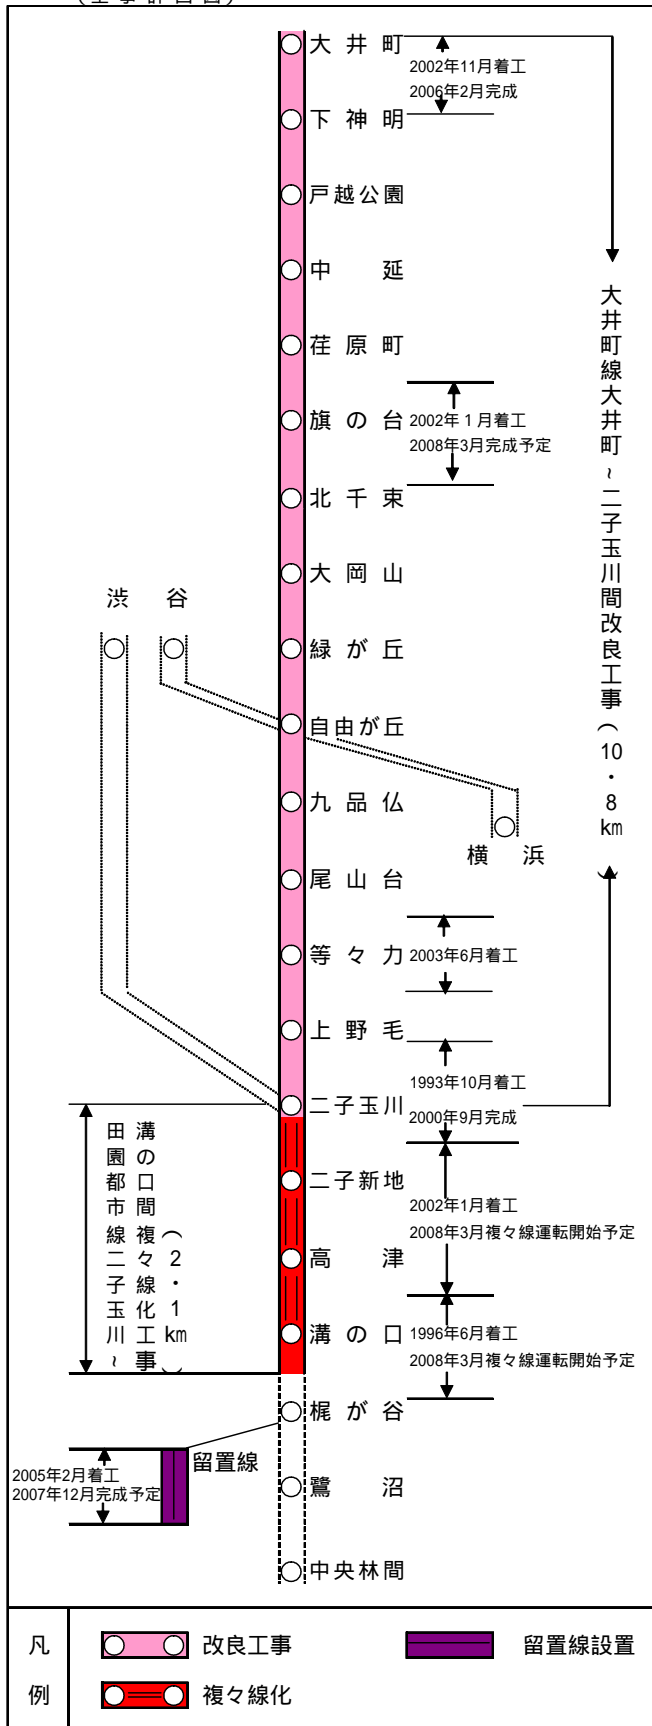 (工事計画図)
大井町
2002年11月着工
2006年2月完成
下神明
戸越公園
中延
荏原町
旗の台
2002年1月着工
2008年3月完成予定
北千束
大岡山
渋谷
緑が丘
自由が丘
九品仏
横浜
尾山台
等々力
2003年6月着工
上野毛
1993年10月着工
二子玉川
2000年9月完成
大井町線大井町~二子玉川間改良工事(10・8km)
田園都市線二子玉川~
溝の口間複々線化工事
(2・1km)
二子新地
2002年1月着工
2008年3月複々線運転開始予定
高津
溝の口
1996年6月着工
2008年3月複々線運転開始予定
梶が谷
留置線
2005年2月着工
2007年12月完成予定
鷺沼
中央林間
凡例
改良工事
留置線設置
複々線化